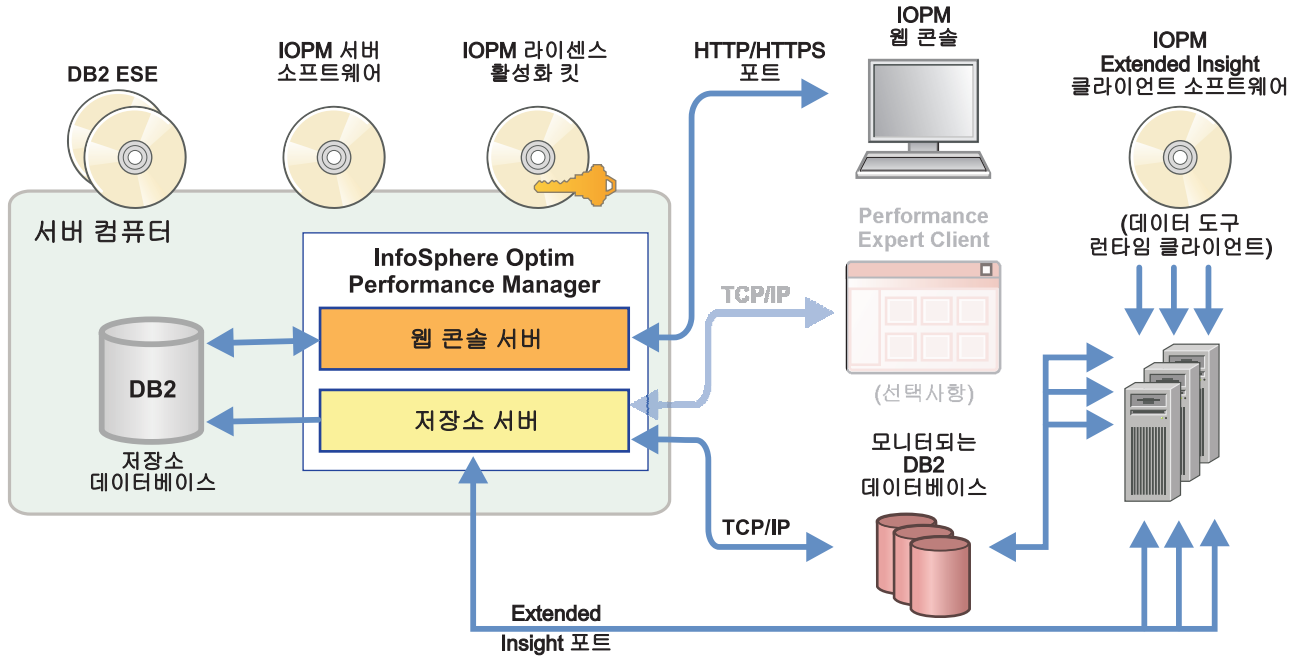 DB2 ESE
IOPM 서버
소프트웨어
IOPM 라이센스
활성화 킷
HTTP/HTTPS
포트
IOPM
웹 콘솔
IOPM
Extended Insight
클라이언트 소프트웨어
서버 컴퓨터
InfoSphere Optim
Performance Manager
웹 콘솔 서버
저장소 서버
DB2
저장소
데이터베이스
Performance
Expert Client
TCP/IP
(선택사항)
(데이터 도구
런타임 클라이언트)
모니터되는
DB2
데이터베이스
TCP/IP
Extended
Insight 포트